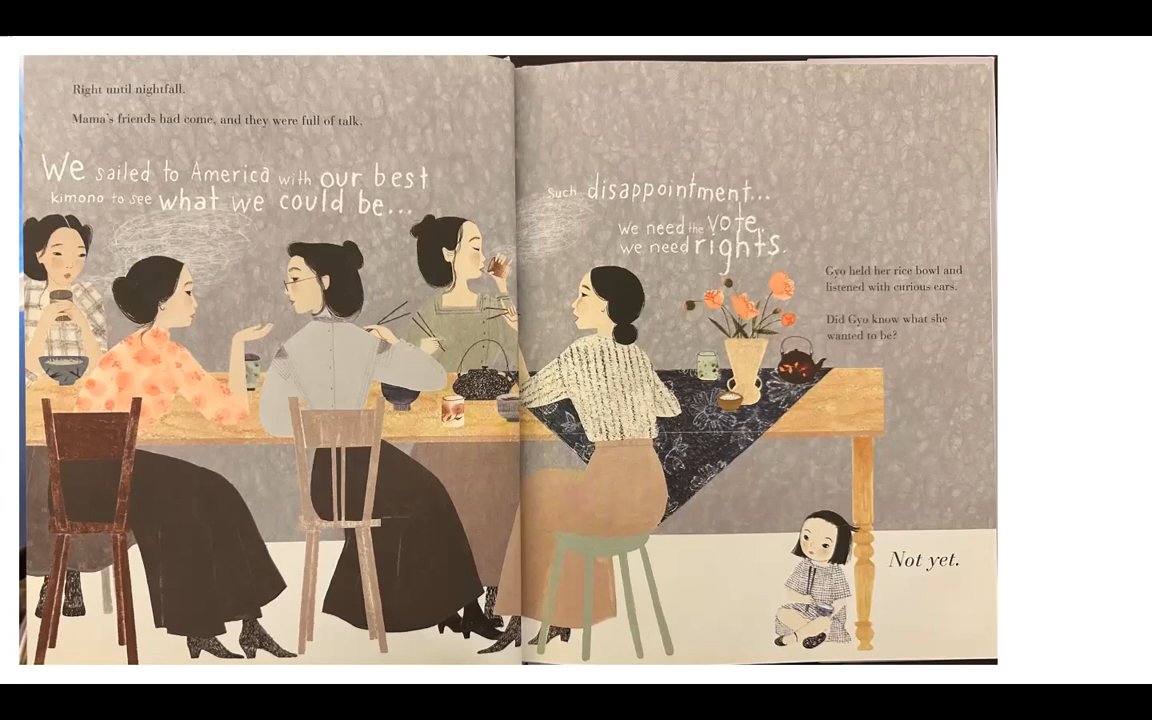 Right until nightfall.
Mama's friends had come, and they were full of talk.
We sailed to America with our best
kimono to see what we could be...
Such disappointment...
we need the vote,
we need rights.
Gyo held her rice bowl and
listened with curious ears.
Did Gyo know what she
wanted to be?
Not yet.